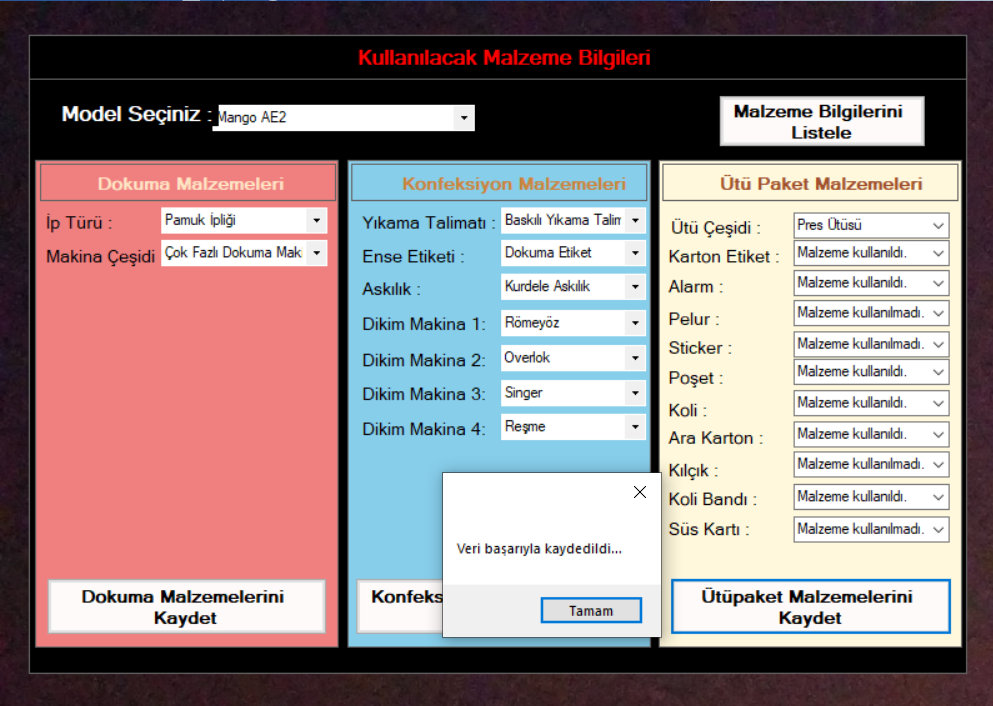 Kullanılacak Malzeme Bilgileri
Model Seçiniz : Mango AE2
Malzeme Bilgilerini
Listele
Dokuma Malzemeleri
İp Türü : Pamuk İpliği
Makina Çeşidi Çok Fazlı Dokuma Mak
Dokuma Malzemelerini
Kaydet
Konfeksiyon Malzemeleri
Yıkama Talimatı : Baskılı Yıkama Talim
Ense Etiketi : Dokuma Etiket
Askılık : Kurdele Askılık
Dikim Makina 1: Römeyöz
Dikim Makina 2: Overlok
Dikim Makina 3: Singer
Dikim Makina 4: Reşme
Konfeks
Veri başarıyla kaydedildi...
Tamam
Ütü Paket Malzemeleri
Ütü Çeşidi : Pres Ütüsü
Karton Etiket : Malzeme kullanıldı.
Alarm : Malzeme kullanıldı.
Pelur : Malzeme kullanılmadı.
Sticker : Malzeme kullanılmadı.
Poşet : Malzeme kullanıldı.
Koli : Malzeme kullanıldı.
Ara Karton : Malzeme kullanıldı.
Kılçık : Malzeme kullanılmadı.
Koli Bandı : Malzeme kullanıldı.
Süs Kartı : Malzeme kullanılmadı.
Ütüpaket Malzemelerini
Kaydet